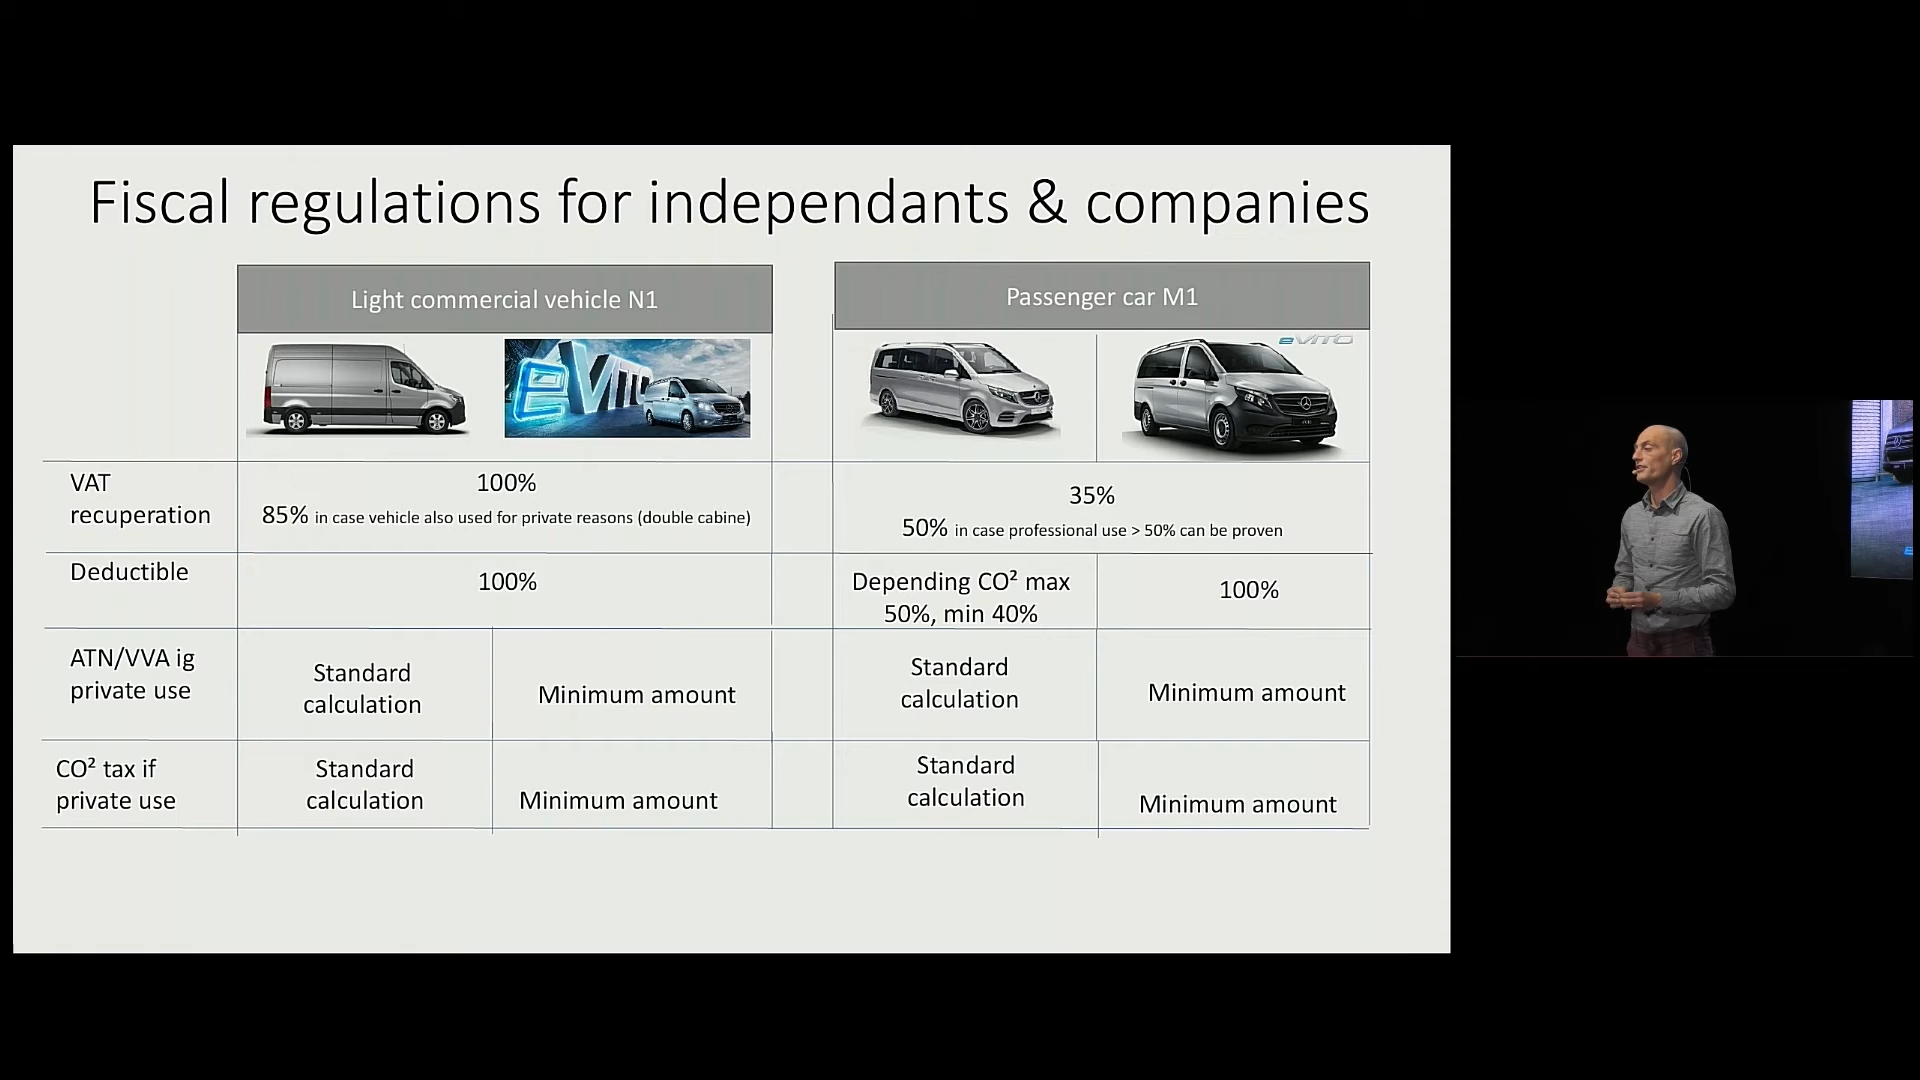 Fiscal regulations for independants & companies
Light commercial vehicle N1
Passenger car M1
eVito
eVITO
VAT
recuperation
100%
85% in case vehicle also used for private reasons (double cabine)
35%
50% in case professional use > 50% can be proven
Deductible
100%
Depending CO² max
50%, min 40%
100%
ATN/VVA ig
private use
Standard
calculation
Minimum amount
Standard
calculation
Minimum amount
CO² tax if
private use
Standard
calculation
Minimum amount
Standard
calculation
Minimum amount